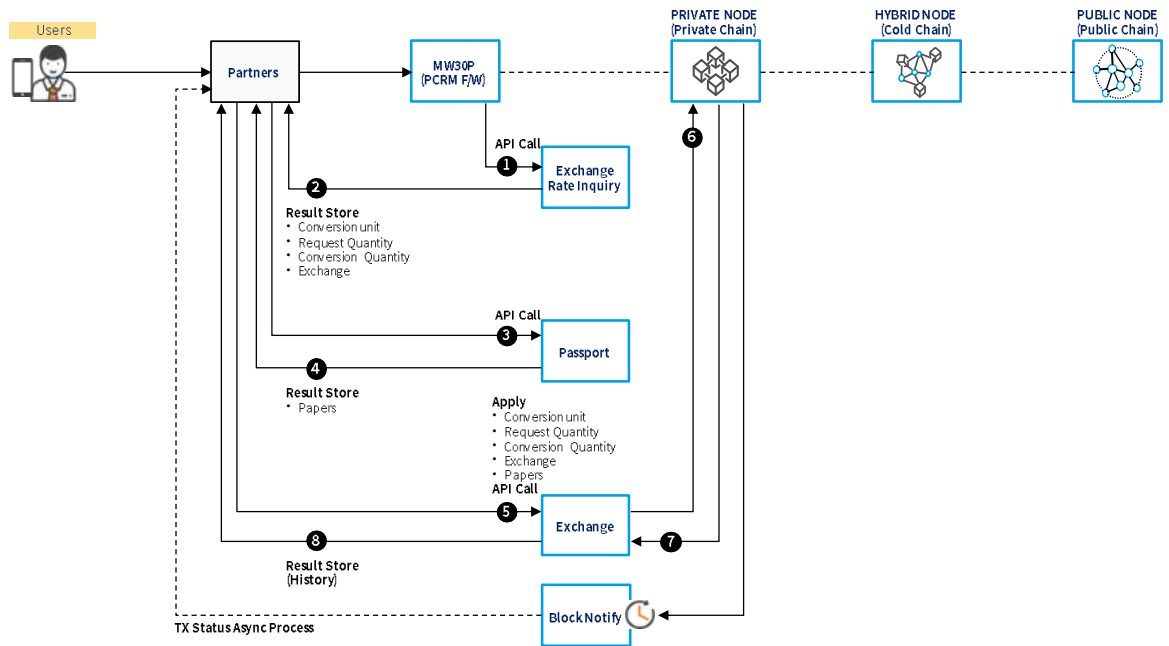 Users
PRIVATE NODE
(Private Chain)
HYBRID NODE
(Cold Chain)
PUBLIC NODE
(Public Chain)
Partners
MW30P
(PCRM F/W)
6
API Call
1
Exchange
Rate Inquiry
2
Result Store
• Conversion unit
• Request Quantity
• Conversion Quantity
• Exchange
API Call
3
Passport
4
Result Store
• Papers
Apply
• Conversion unit
• Request Quantity
• Conversion Quantity
• Exchange
• Papers
API Call
5
Exchange
7
8
Result Store
(History)
Block Notify
TX Status Async Process